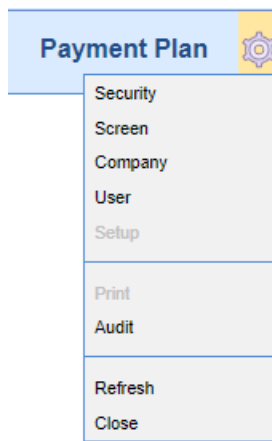 Payment Plan
Security
Screen
Company
User
Setup
Print
Audit
Refresh
Close